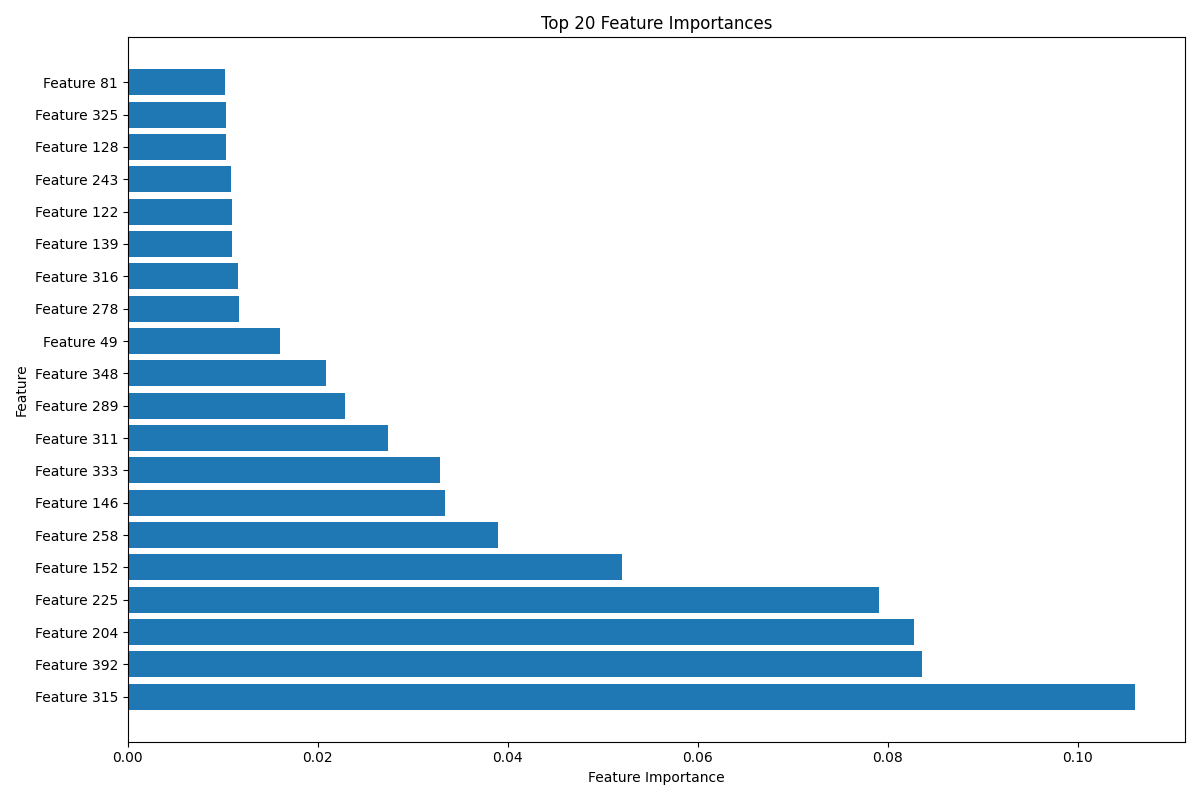 Top 20 Feature Importances
Feature
Feature 81
Feature 325
Feature 128
Feature 243
Feature 122
Feature 139
Feature 316
Feature 278
Feature 49
Feature 348
Feature 289
Feature 311
Feature 333
Feature 146
Feature 258
Feature 152
Feature 225
Feature 204
Feature 392
Feature 315
0.00 0.02 0.04 0.06 0.08 0.10
Feature Importance